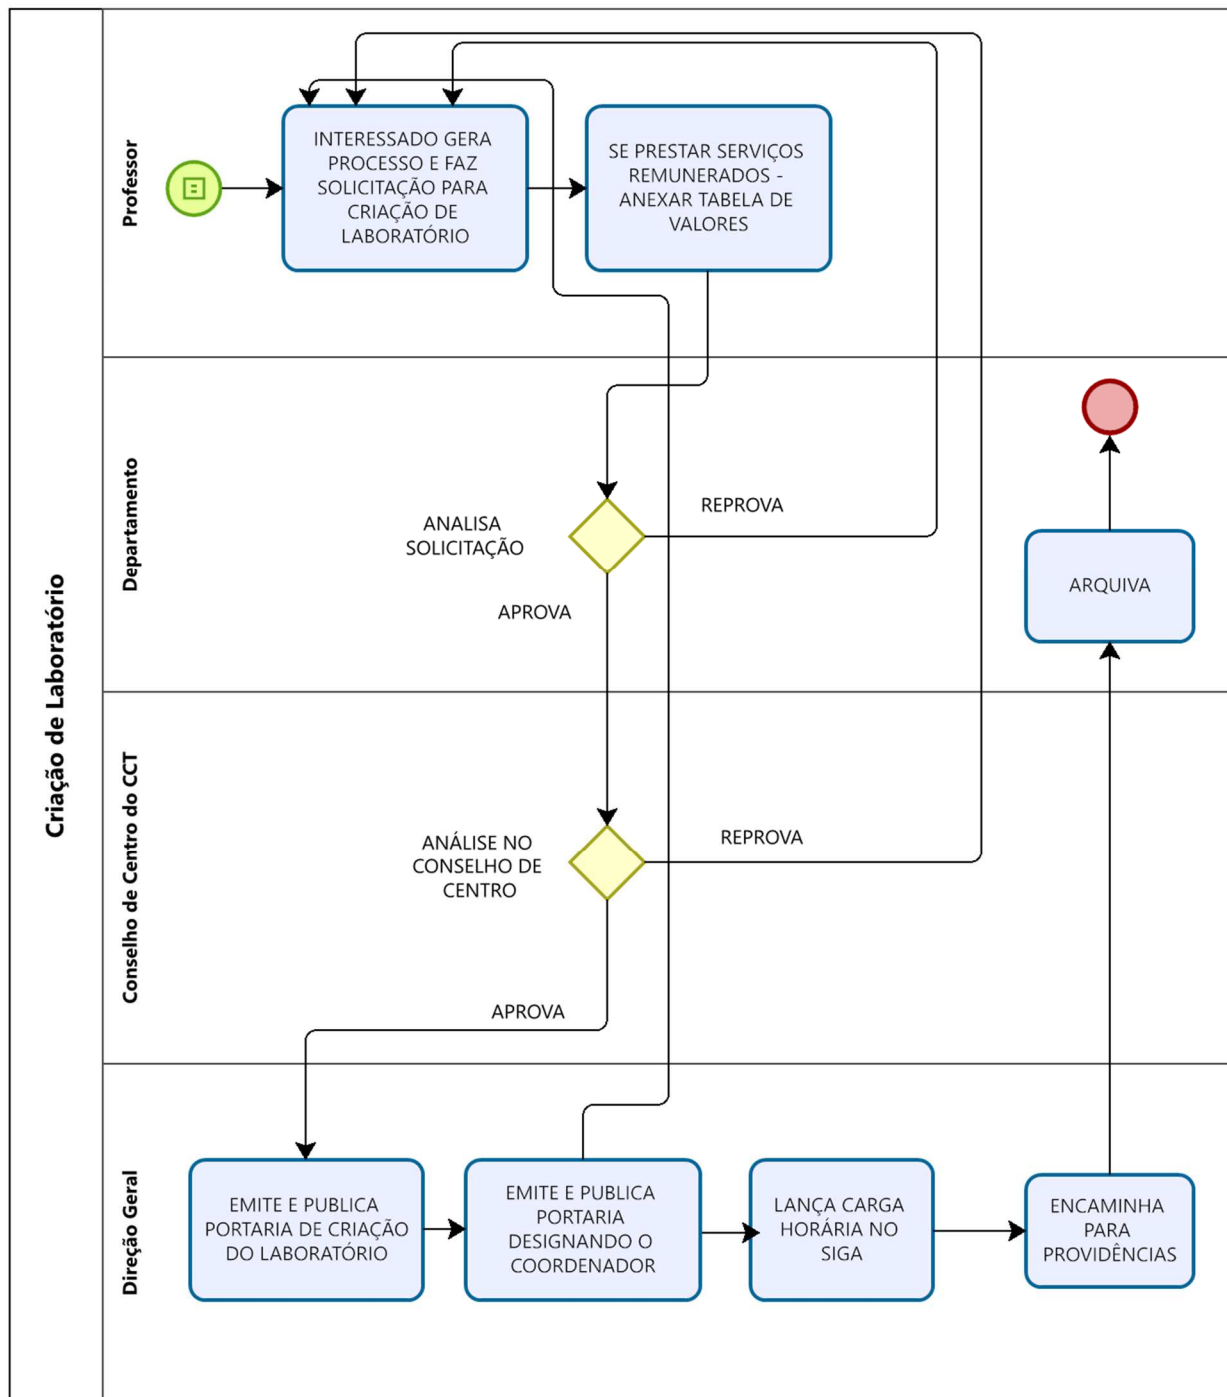 Criação de Laboratório
Professor
INTERESSADO GERA
PROCESSO E FAZ
SOLICITAÇÃO PARA
CRIAÇÃO DE
LABORATÓRIO
SE PRESTAR SERVIÇOS
REMUNERADOS -
ANEXAR TABELA DE
VALORES
Departamento
ANALISA
SOLICITAÇÃO
REPROVA
APROVA
ARQUIVA
Conselho de Centro do CCT
ANÁLISE NO
CONSELHO DE
CENTRO
REPROVA
APROVA
Direção Geral
EMITE E PUBLICA
PORTARIA DE CRIAÇÃO
DO LABORATÓRIO
EMITE E PUBLICA
PORTARIA
DESIGNANDO O
COORDENADOR
LANÇA CARGA
HORÁRIA NO
SIGA
ENCAMINHA
PARA
PROVIDÊNCIAS